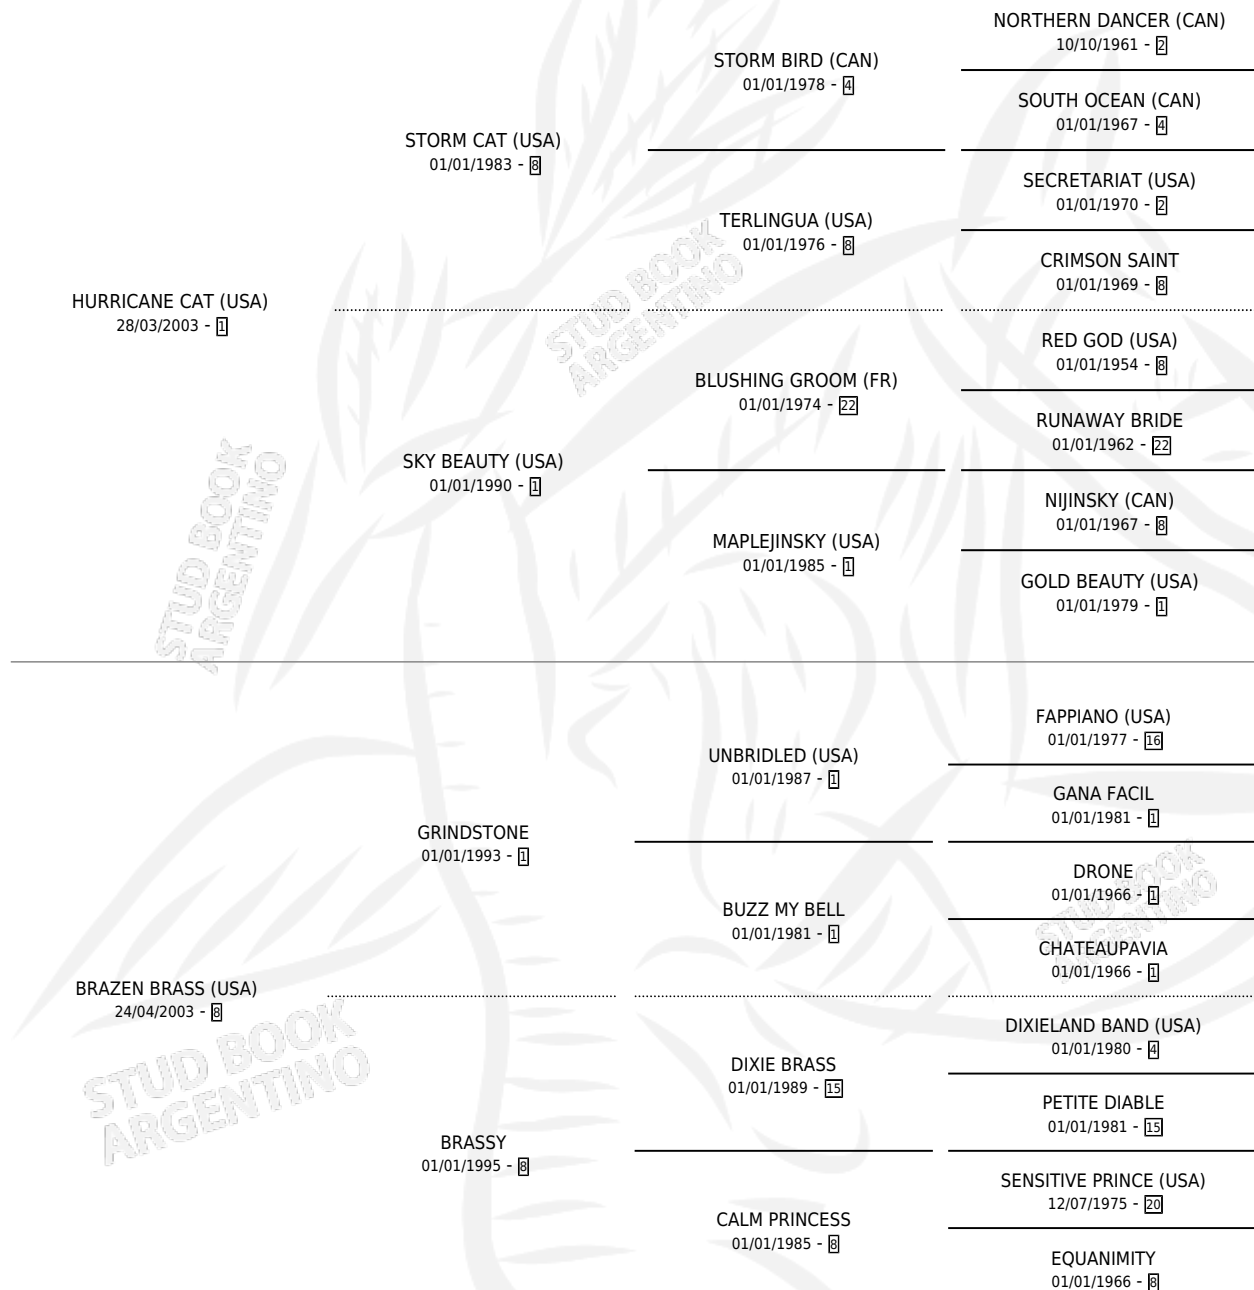 NORTHERN DANCER (CAN)
10/10/1961 - 2
STORM BIRD (CAN)
01/01/1978 - 4
SOUTH OCEAN (CAN)
01/01/1967 - 4
STORM CAT (USA)
01/01/1983 - 8
SECRETARIAT (USA)
01/01/1970 - 2
TERLINGUA (USA)
01/01/1976 - 8
CRIMSON SAINT
01/01/1969 - 8
HURRICANE CAT (USA)
28/03/2003 - 1
RED GOD (USA)
01/01/1954 - 8
BLUSHING GROOM (FR)
01/01/1974 - 22
RUNAWAY BRIDE
01/01/1962 - 22
SKY BEAUTY (USA)
01/01/1990 - 1
NIJINSKY (CAN)
01/01/1967 - 8
MAPLEJINSKY (USA)
01/01/1985 - 1
GOLD BEAUTY (USA)
01/01/1979 - 1
FAPPIANO (USA)
01/01/1977 - 16
UNBRIDLED (USA)
01/01/1987 - 1
GANA FACIL
01/01/1981 - 1
GRINDSTONE
01/01/1993 - 1
DRONE
01/01/1966 - 1
BUZZ MY BELL
01/01/1981 - 1
CHATEAUPAVIA
01/01/1966 - 1
BRAZEN BRASS (USA)
24/04/2003 - 8
DIXIELAND BAND (USA)
01/01/1980 - 4
DIXIE BRASS
01/01/1989 - 15
PETITE DIABLE
01/01/1981 - 15
BRASSY
01/01/1995 - 8
SENSITIVE PRINCE (USA)
12/07/1975 - 20
CALM PRINCESS
01/01/1985 - 8
EQUANIMITY
01/01/1966 - 8
STUD BOOK
ARGENTINO
STUD BOOK
ARGENTINO
STUD BOOK
ARGENTINO
STUD BOOK
ARGENTINO